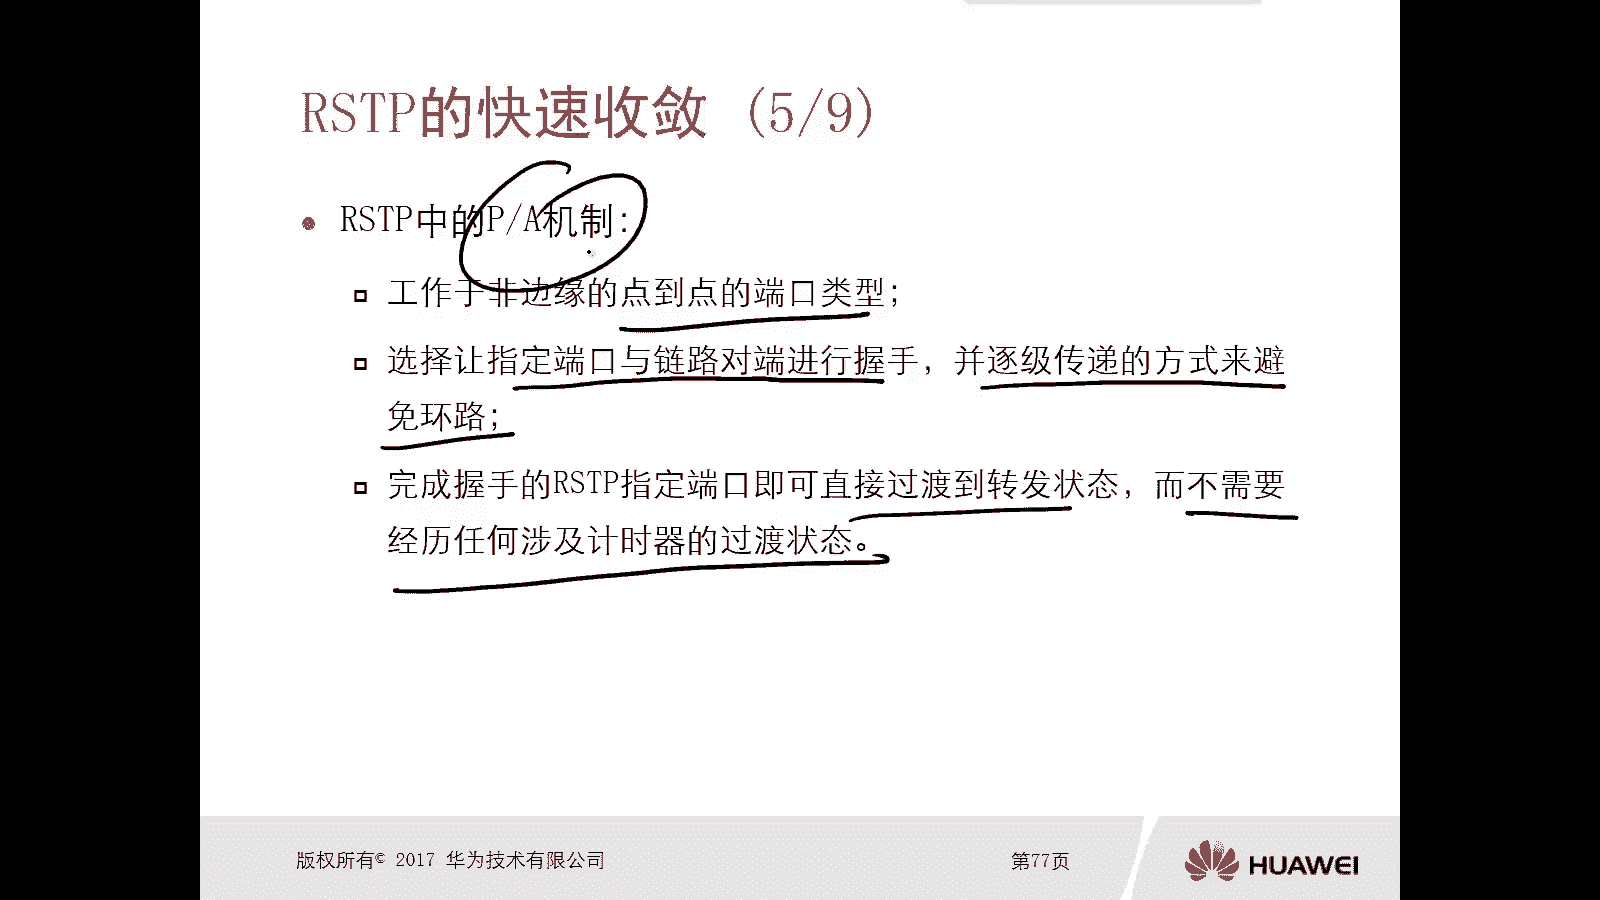 RSTP的快速收敛 (5/9)
RSTP中的P/A机制：
工作于非边缘的点到点的端口类型；
选择让指定端口与链路对端进行握手，并逐级传递的方式来避
免环路；
完成握手的RSTP指定端口即可直接过渡到转发状态，而不需要
经历任何涉及计时器的过渡状态。
版权所有© 2017 华为技术有限公司
第77页
HUAWEI